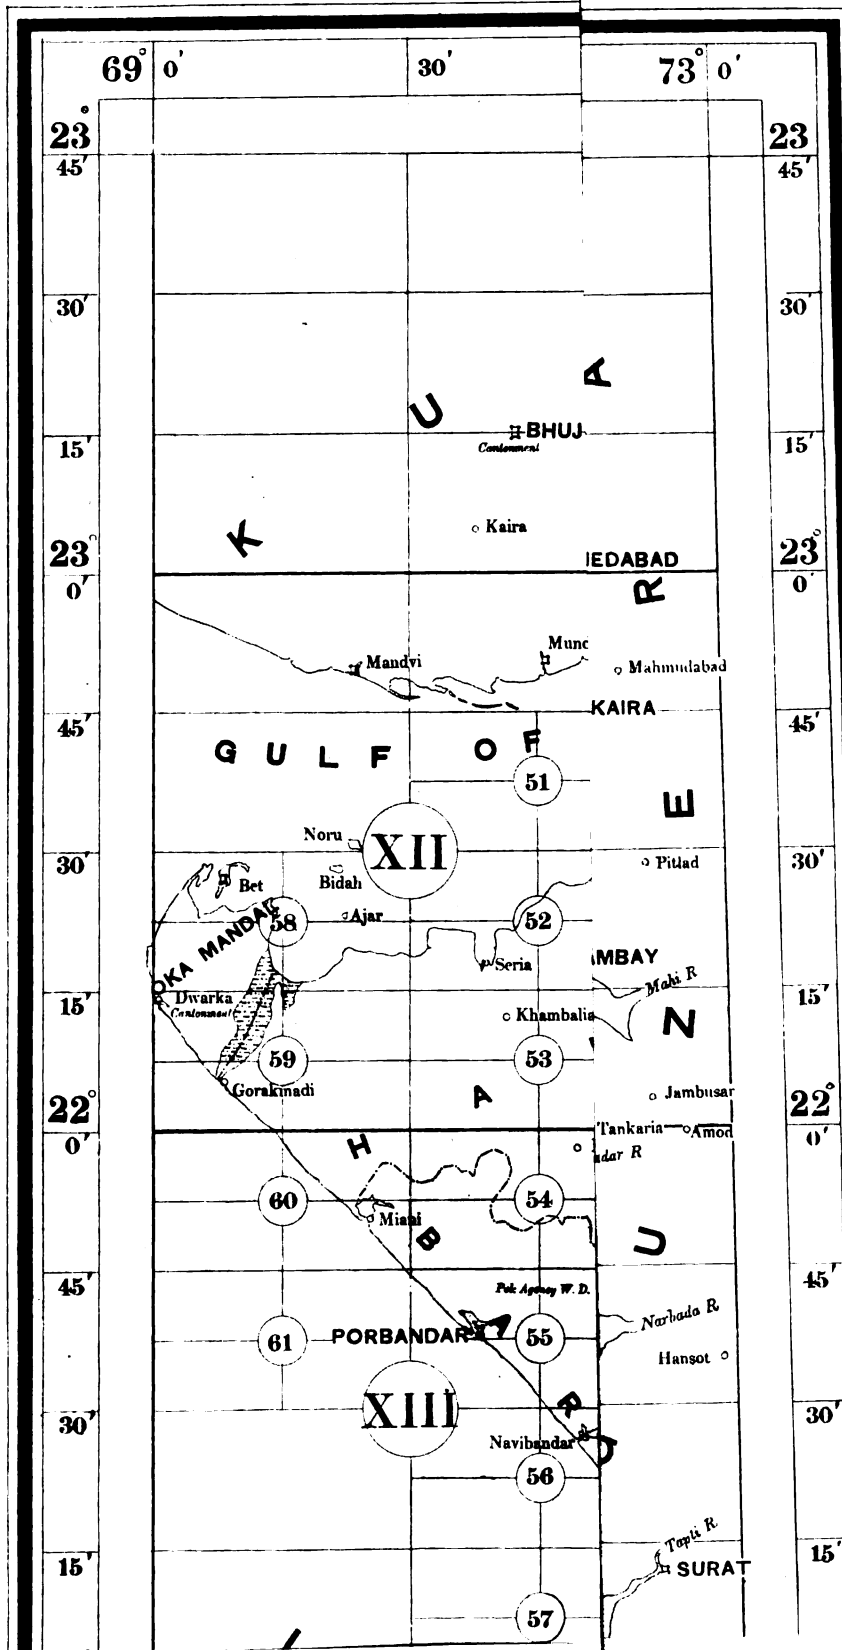 69° 0′ 30′ 73° 0′
23° 23
45′ 45′
30′ 30′
A
U
BHUJ
15′ 15′
Cantonment
K
Kaira
23° 23°
IEDABAD
0′ 0′
R
Mandvi
Mahmudabad
KAIRA
45′ 45′
GULF OF
51
E
Noru
XII
30′ 30′
Pitlad
Bet
Bidah
58 Ajar 52
OKA MANDAL
Seria
MBAY
Mahi R
15′ 15′
Dwarka
Cantonment
Khambalia
N
59 53
Gorakinadi
A
Jambusar
22° 22°
0′ 0′
Tankaria Amod
H
dar R
60 54
Miani
B
U
45′ 45′
Pol: Agency W. D.
Narbada R
PORBANDAR
A
61 55
Hansot
XIII
R
30′ 30′
Navibandar
56
Tapti R
15′ 15′
SURAT
57